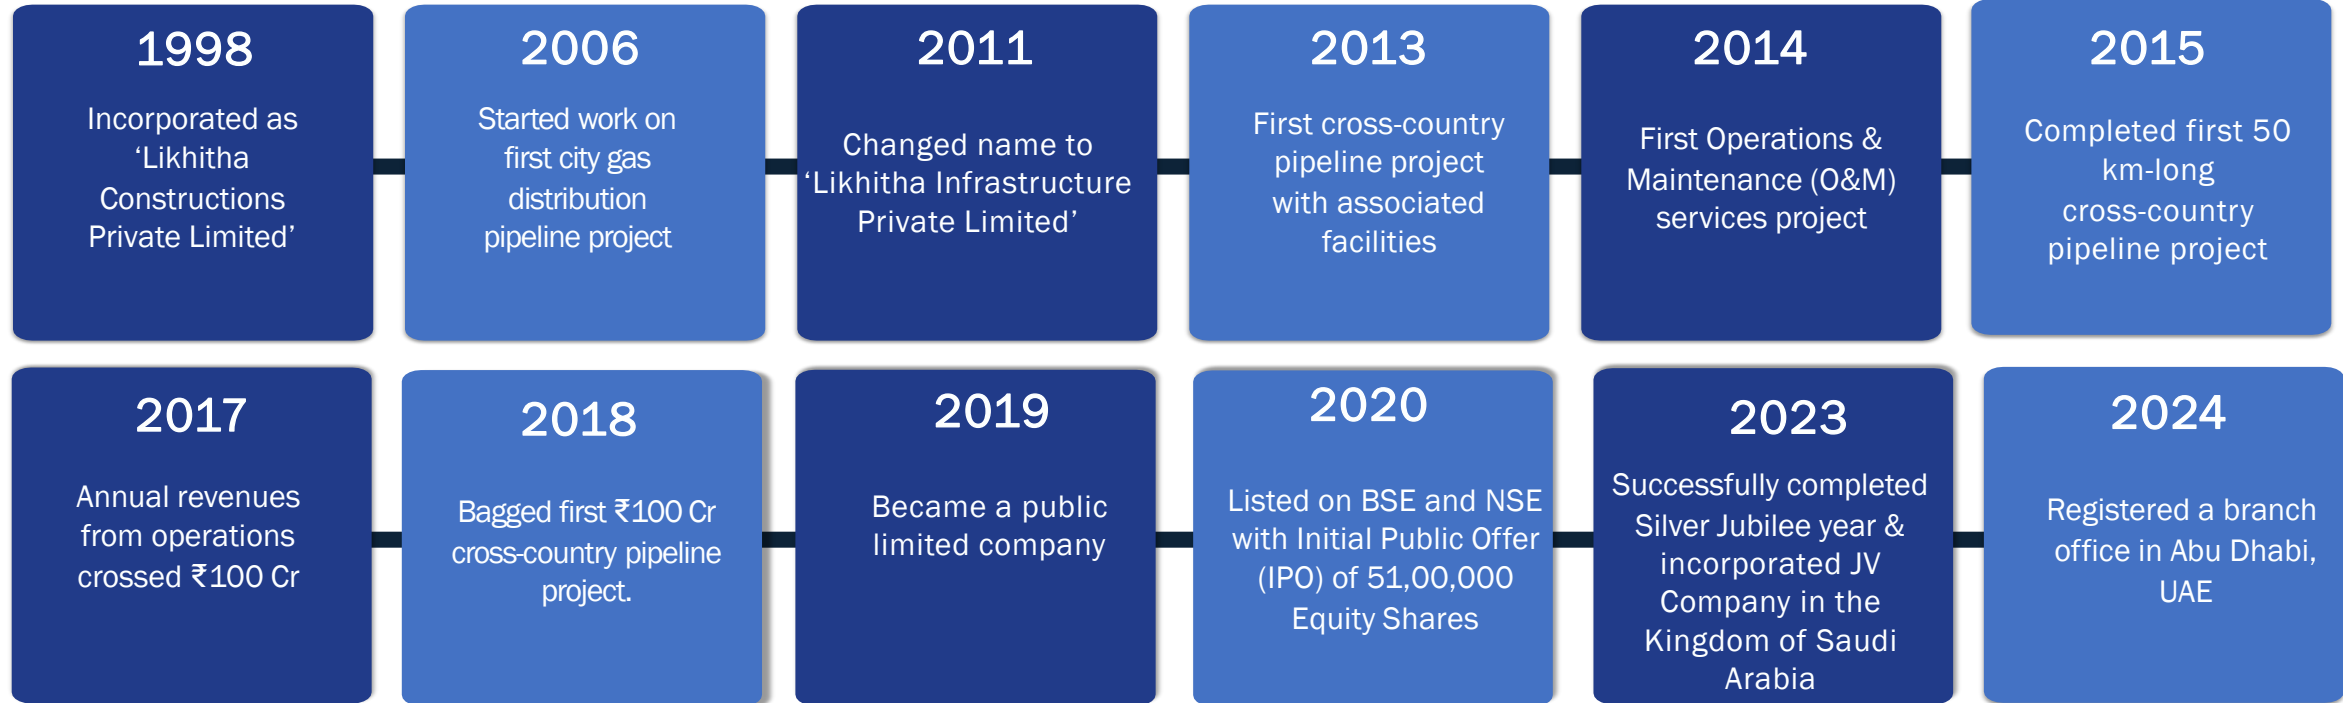 1998
Incorporated as
‘Likhitha
Constructions
Private Limited’
2006
Started work on
first city gas
distribution
pipeline project
2011
Changed name to
‘Likhitha Infrastructure
Private Limited’
2013
First cross-country
pipeline project
with associated
facilities
2014
First Operations &
Maintenance (O&M)
services project
2015
Completed first 50
km-long
cross-country
pipeline project
2017
Annual revenues
from operations
crossed ₹100 Cr
2018
Bagged first ₹100 Cr
cross-country pipeline
project.
2019
Became a public
limited company
2020
Listed on BSE and NSE
with Initial Public Offer
(IPO) of 51,00,000
Equity Shares
2023
Successfully completed
Silver Jubilee year &
incorporated JV
Company in the
Kingdom of Saudi
Arabia
2024
Registered a branch
office in Abu Dhabi,
UAE